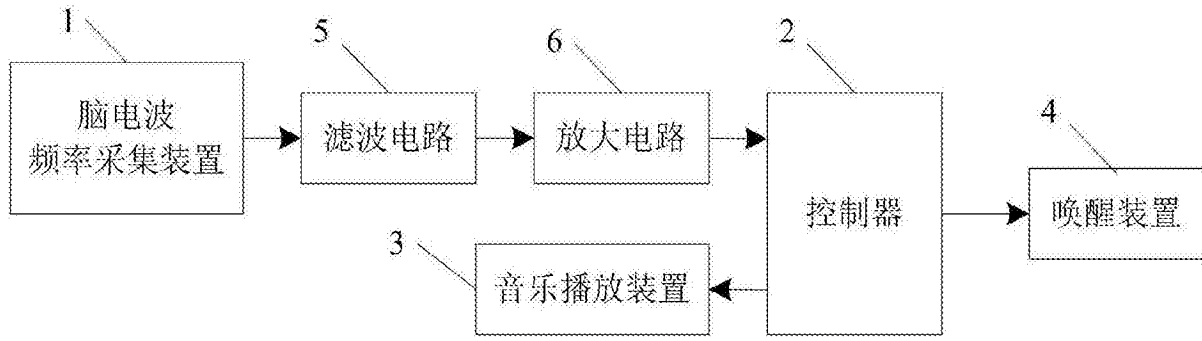 1
5
6
2
4
脑电波
频率采集装置
滤波电路
放大电路
控制器
唤醒装置
3
音乐播放装置